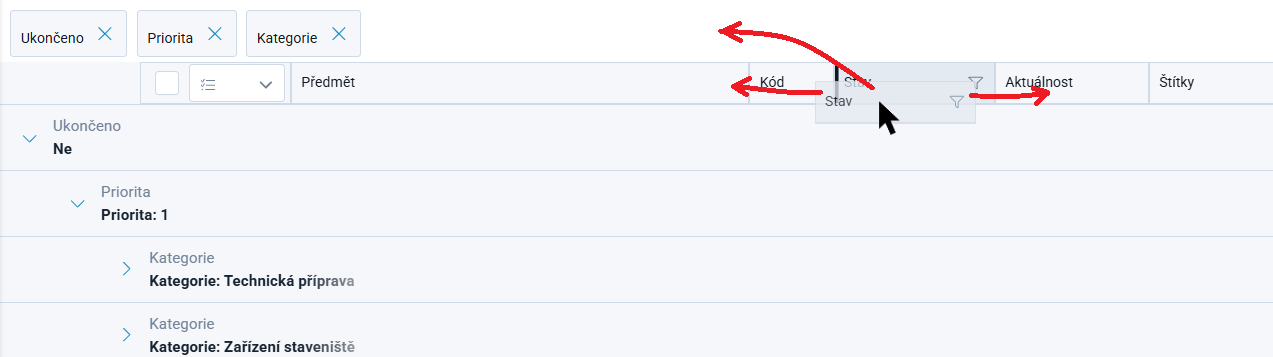 Ukončeno
Priorita
Kategorie
Předmět
Kód
Stav
Aktuálnost
Štítky
Stav
Ukončeno
Ne
Priorita
Priorita: 1
Kategorie
Kategorie: Technická příprava
Kategorie
Kategorie: Zařízení staveniště